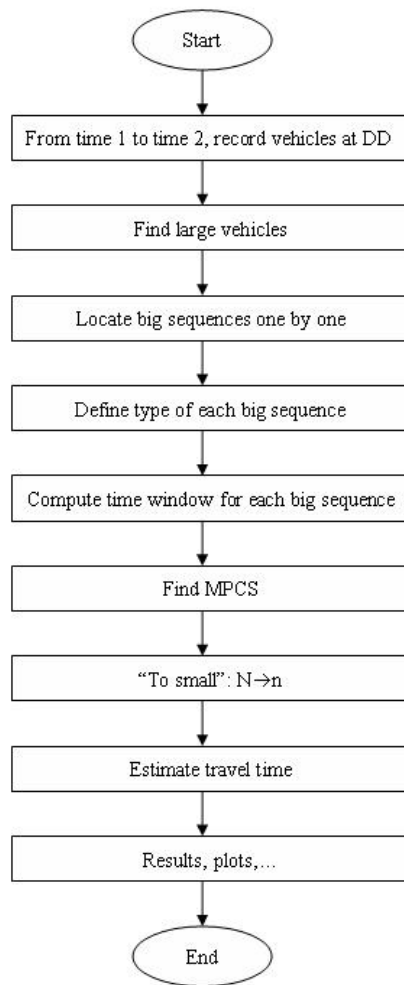 Start
From time 1 to time 2, record vehicles at DD
Find large vehicles
Locate big sequences one by one
Define type of each big sequence
Compute time window for each big sequence
Find MPCS
“To small”: N→n
Estimate travel time
Results, plots,...
End